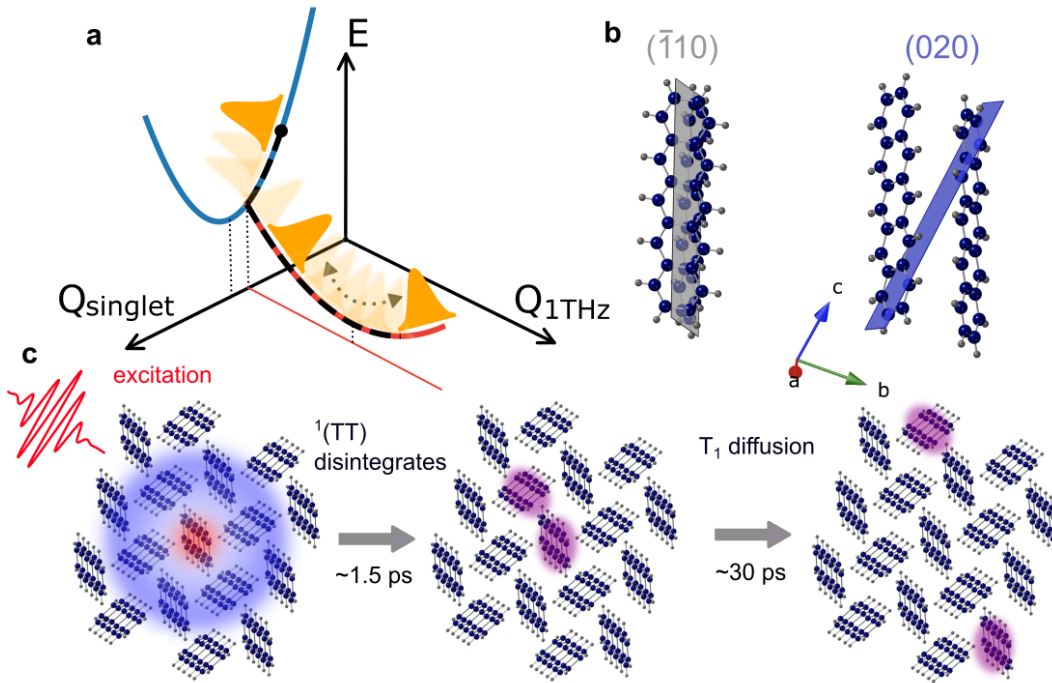 a
E
Qsinglet
Q1THz
b
(1̄10)
(020)
c
a
b
c
excitation
¹(TT)
disintegrates
~1.5 ps
T₁ diffusion
~30 ps